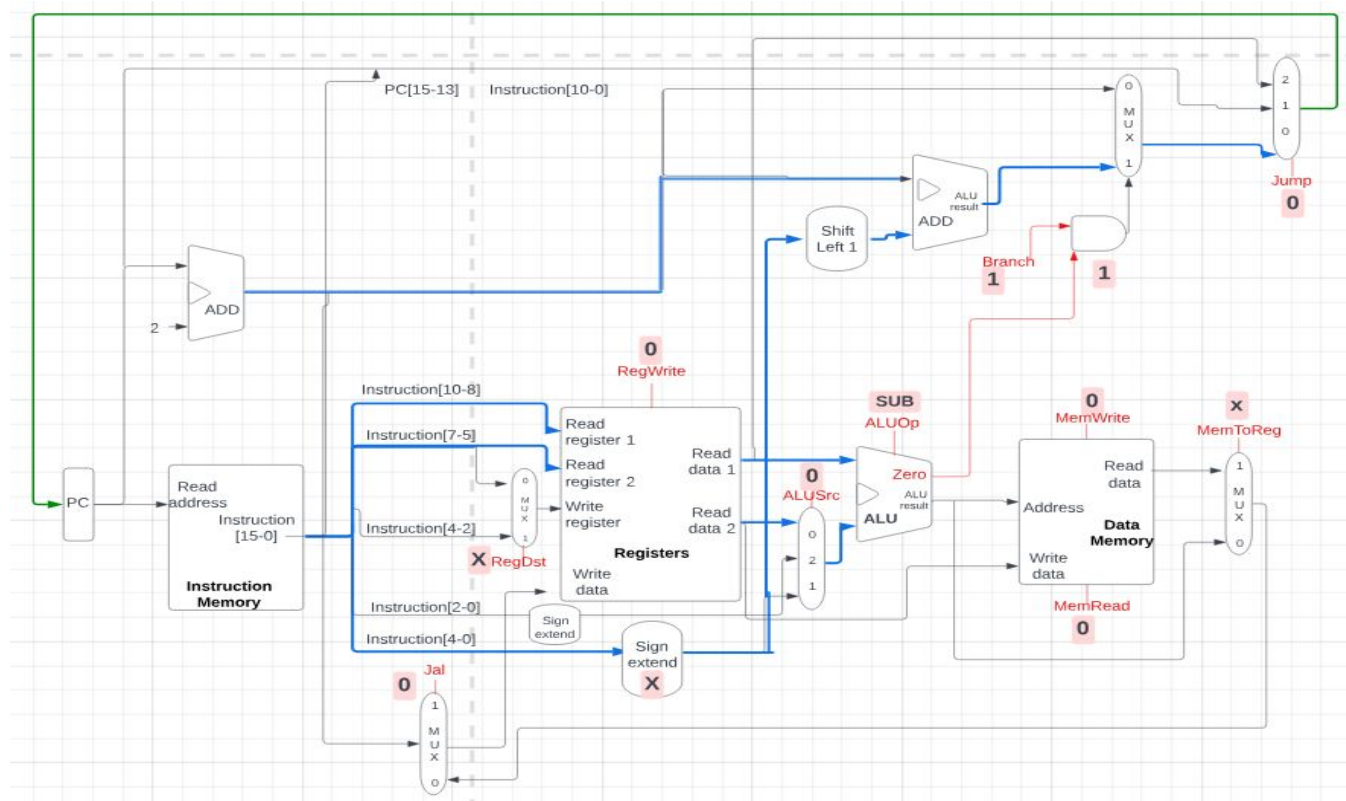 PC[15-13]
Instruction[10-0]
0
M
U
X
1
2
1
0
Jump
0
ALU
result
ADD
Shift
Left 1
Branch
1
1
ADD
2
0
RegWrite
Instruction[10-8]
Instruction[7-5]
Instruction[4-2]
Instruction[2-0]
Instruction[4-0]
Read
register 1
Read
register 2
Write
register
Registers
Write
data
Read
data 1
Read
data 2
0
M
U
X
1
X
RegDst
SUB
ALUOp
Zero
ALU
result
ALU
0
ALUSrc
0
2
1
0
MemWrite
Read
data
Address
Data
Memory
Write
data
MemRead
0
x
MemToReg
1
M
U
X
0
PC
Read
address
Instruction
[15-0]
Instruction
Memory
Sign
extend
Sign
extend
X
Jal
0
1
M
U
X
0